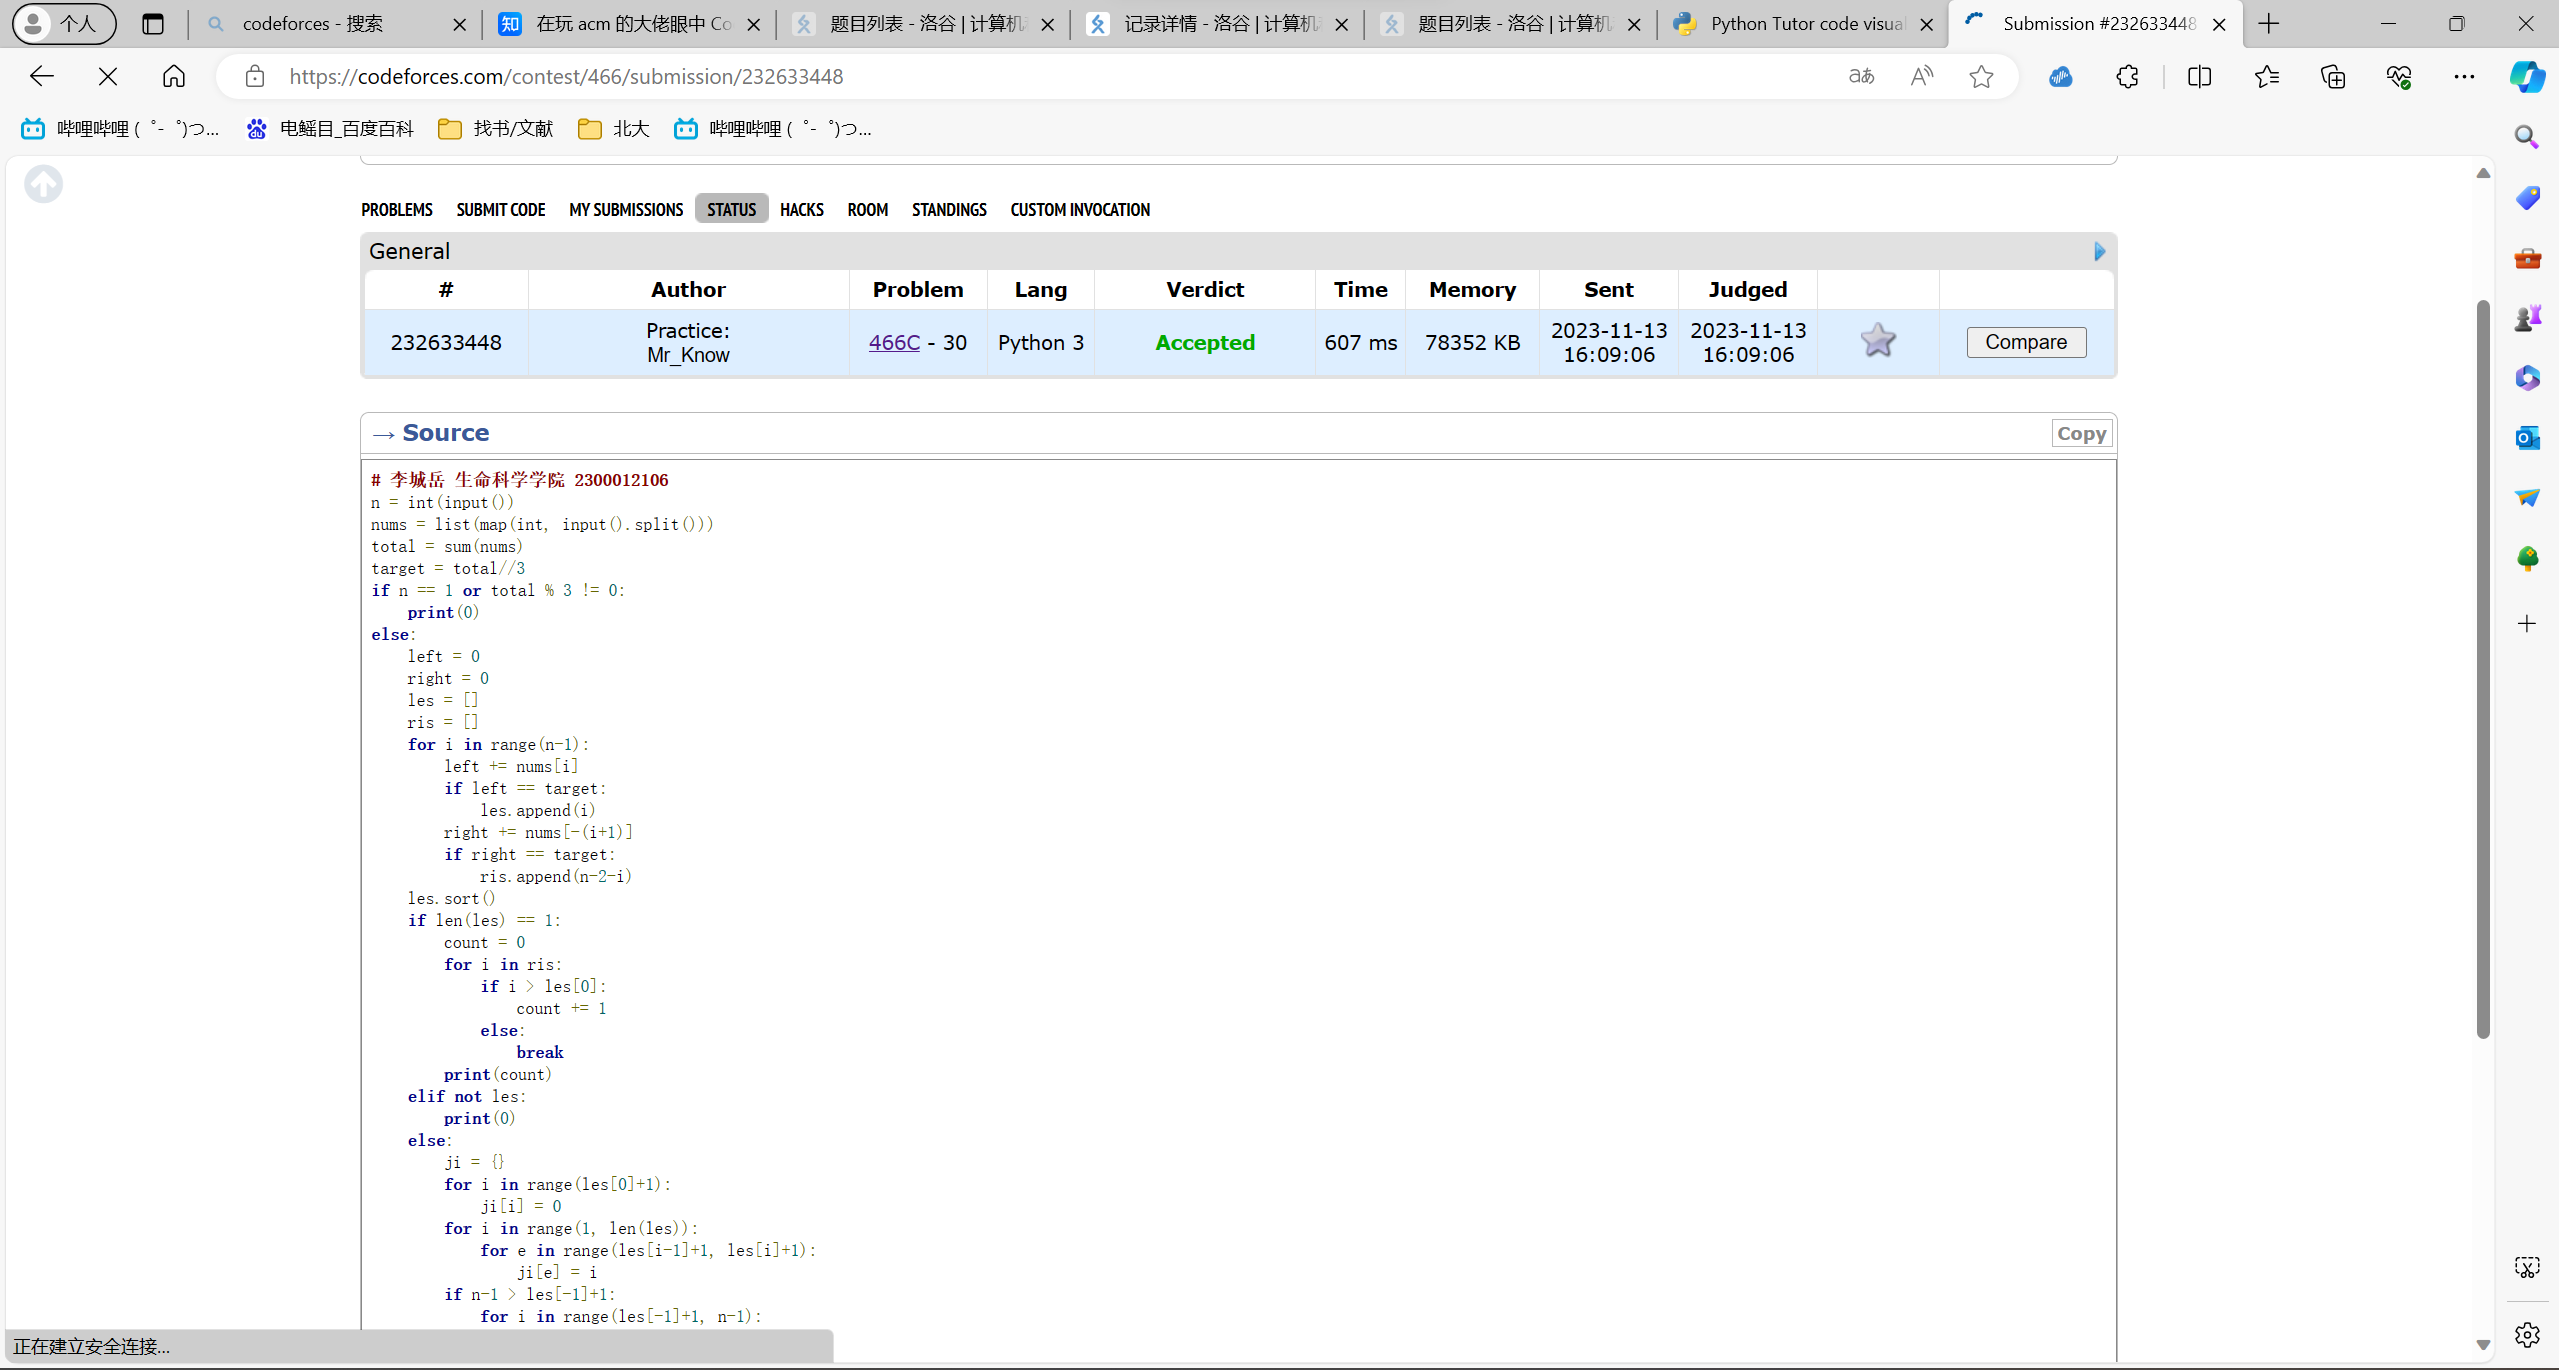 个人
codeforces - 搜索
在玩 acm 的大佬眼中 Co
题目列表 - 洛谷 | 计算机
记录详情 - 洛谷 | 计算机
题目列表 - 洛谷 | 计算机
Python Tutor code visual
Submission #232633448
https://codeforces.com/contest/466/submission/232633448
哔哩哔哩 (゜-゜)つ...
电鳐目_百度百科
找书/文献
北大
哔哩哔哩 (゜-゜)つ...
PROBLEMS SUBMIT CODE MY SUBMISSIONS STATUS HACKS ROOM STANDINGS CUSTOM INVOCATION
General
# Author Problem Lang Verdict Time Memory Sent Judged
232633448 Practice: Mr_Know 466C - 30 Python 3 Accepted 607 ms 78352 KB 2023-11-13 16:09:06 2023-11-13 16:09:06 Compare
→ Source
Copy
# 李城岳 生命科学学院 2300012106
n = int(input())
nums = list(map(int, input().split()))
total = sum(nums)
target = total//3
if n == 1 or total % 3 != 0:
    print(0)
else:
    left = 0
    right = 0
    les = []
    ris = []
    for i in range(n-1):
        left += nums[i]
        if left == target:
            les.append(i)
        right += nums[-(i+1)]
        if right == target:
            ris.append(n-2-i)
    les.sort()
    if len(les) == 1:
        count = 0
        for i in ris:
            if i > les[0]:
                count += 1
            else:
                break
        print(count)
    elif not les:
        print(0)
    else:
        ji = {}
        for i in range(les[0]+1):
            ji[i] = 0
        for i in range(1, len(les)):
            for e in range(les[i-1]+1, les[i]+1):
                ji[e] = i
        if n-1 > les[-1]+1:
            for i in range(les[-1]+1, n-1):
正在建立安全连接...